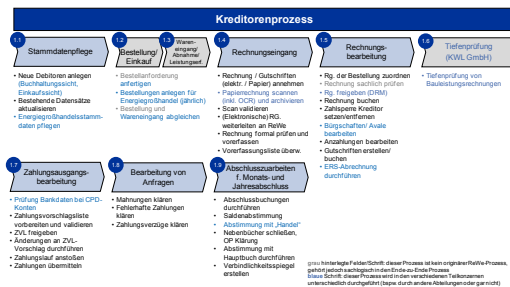 Kreditorenprozess
1.1
Stammdatenpflege
• Neue Debitoren anlegen
(Buchhaltungssicht,
Einkaufssicht)
• Bestehende Datensätze
aktualisieren
• Energiegroßhandelsstamm-
daten pflegen
1.2
Bestellung/
Einkauf
1.3
Waren-
eingang/
Abnahme/
Leistungserf.
• Bestellanforderung
anfertigen
• Bestellungen anlegen für
Energiegroßhandel (jährlich)
• Bestellung und
Wareneingang abgleichen
1.4
Rechnungseingang
• Rechnung / Gutschriften
(elektr. / Papier) annehmen
• Papierrechnung scannen
(inkl. OCR) und archivieren
• Scan validieren
• (Elektronische) RG.
weiterleiten an ReWe
• Rechnung formal prüfen und
vorerfassen
• Vorerfassungsliste überw.
1.5
Rechnungs-
bearbeitung
• Rg. der Bestellung zuordnen
• Rechnung sachlich prüfen
• Rg. freigeben (DRM)
• Rechnung buchen
• Zahlsperre Kreditor
setzen/entfernen
• Bürgschaften/ Avale
bearbeiten
• Anzahlungen bearbeiten
• Gutschriften erstellen/
buchen
• ERS-Abrechnung
durchführen
1.6
Tiefenprüfung
(KWL GmbH)
• Tiefenprüfung von
Bauleistungsrechnungen
1.7
Zahlungsausgangs-
bearbeitung
• Prüfung Bankdaten bei CPD-
Konten
• Zahlungsvorschlagsliste
vorbereiten und validieren
• ZVL freigeben
• Änderungen an ZVL-
Vorschlag durchführen
• Zahlungslauf anstoßen
• Zahlungen übermitteln
1.8
Bearbeitung von
Anfragen
• Mahnungen klären
• Fehlerhafte Zahlungen
klären
• Zahlungsverzüge klären
1.9
Abschlusszuarbeiten
f. Monats- und
Jahresabschluss
• Abschlussbuchungen
durchführen
• Saldenabstimmung
• Abstimmung mit „Handel"
• Nebenbücher schließen,
OP Klärung
• Abstimmung mit
Hauptbuch durchführen
• Verbindlichkeitsspiegel
erstellen
grau hinterlegte Felder/Schrift: dieser Prozess ist kein originärer ReWe-Prozess,
gehört jedoch sachlogisch in den Ende-zu-Ende Prozess
blaue Schrift: dieser Prozess wird in den verschiedenen Teilkonzernen
unterschiedlich durchgeführt (bspw. durch andere Abteilungen oder gar nicht)